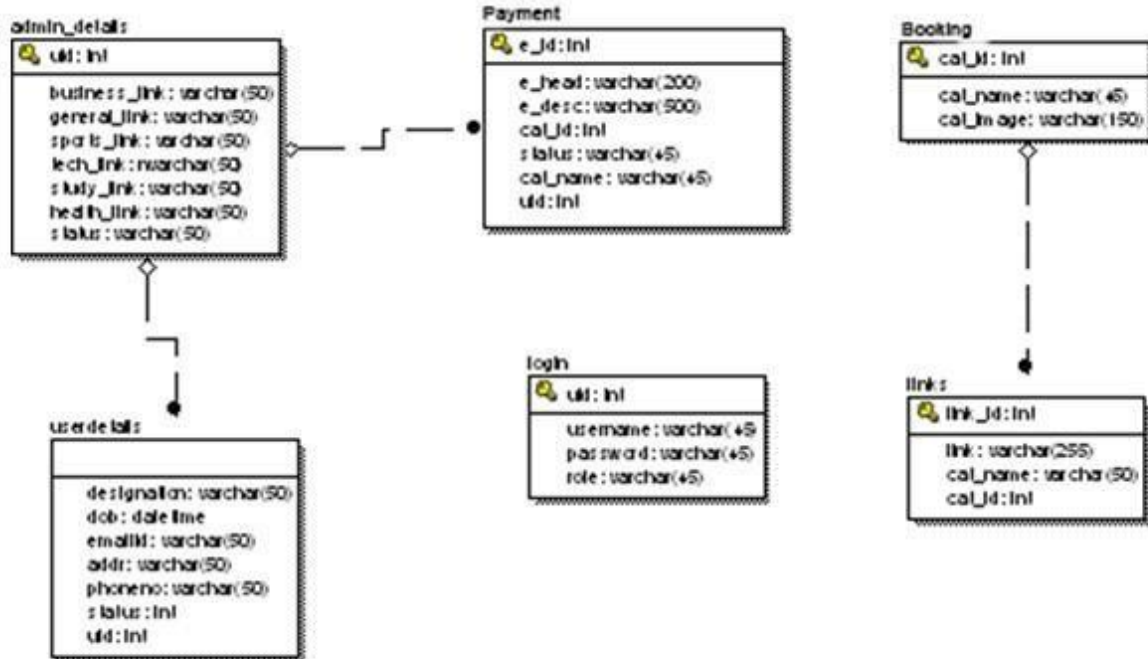 admin_details
uid: int
business_link: varchar(50)
general_link: varchar(50)
sports_link: varchar(50)
tech_link: nvarchar(50)
study_link: varchar(50)
health_link: varchar(50)
status: varchar(50)
Payment
e_id: int
e_head: varchar(200)
e_desc: varchar(500)
cat_id: int
status: varchar(45)
cat_name: varchar(45)
uid: int
Booking
cat_id: int
cat_name: varchar(45)
cat_image: varchar(150)
userdetails
designation: varchar(50)
dob: datetime
emailid: varchar(50)
addr: varchar(50)
phoneno: varchar(50)
status: int
uid: int
login
uid: int
username: varchar(45)
password: varchar(45)
role: varchar(45)
links
link_id: int
link: varchar(255)
cat_name: varchar(50)
cat_id: int